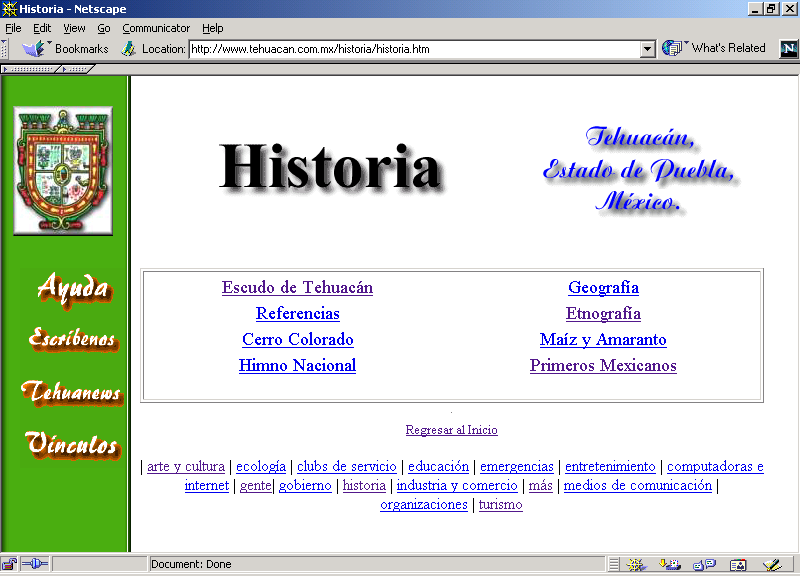 Historia - Netscape
File Edit View Go Communicator Help
Bookmarks Location: http://www.tehuacan.com.mx/historia/historia.htm What's Related N
Historia
Tehuacán,
Estado de Puebla,
México.
Ayuda
Escríbenos
Tehuanews
Vínculos
Escudo de Tehuacán Geografía
Referencias Etnografía
Cerro Colorado Maíz y Amaranto
Himno Nacional Primeros Mexicanos
Regresar al Inicio
| arte y cultura | ecología | clubs de servicio | educación | emergencias | entretenimiento | computadoras e
internet | gente| gobierno | historia | industria y comercio | más | medios de comunicación |
organizaciones | turismo
Document: Done